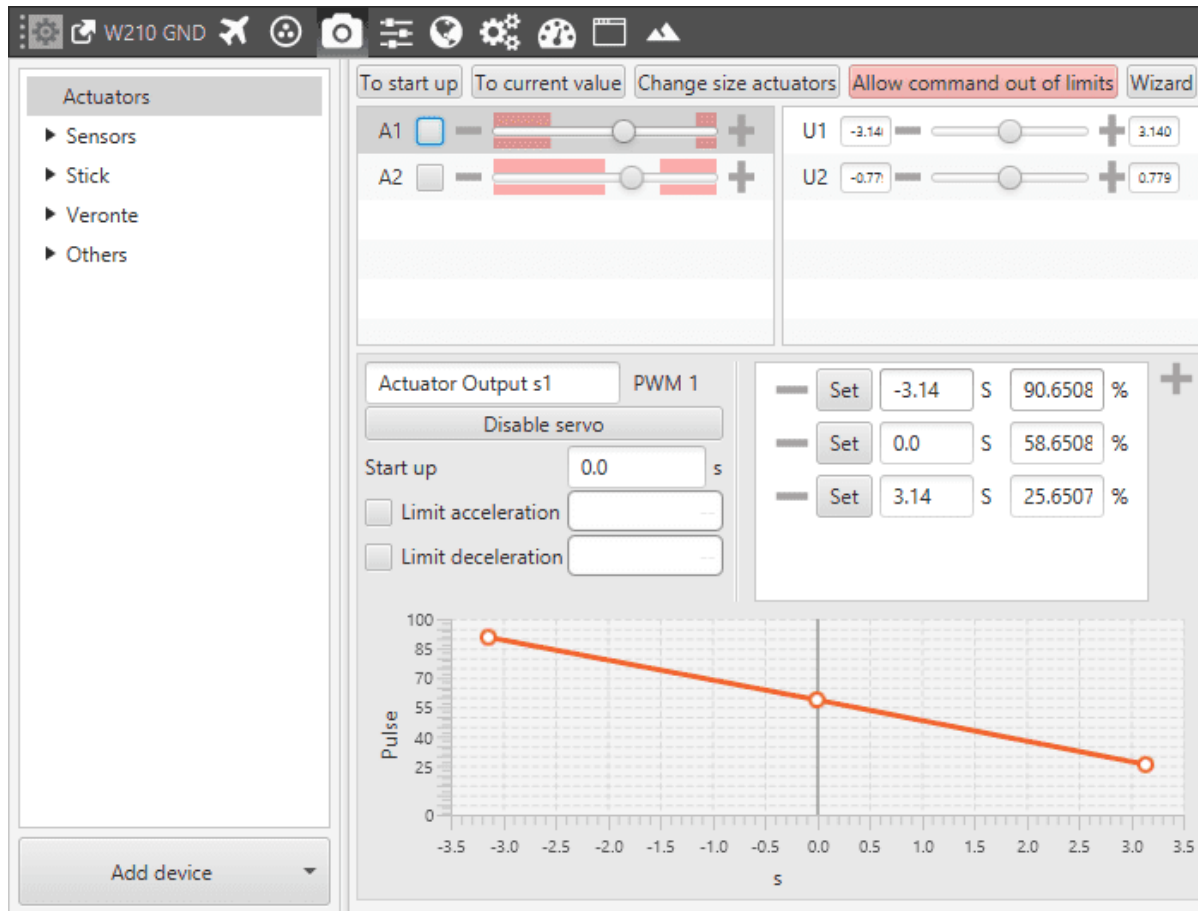 W210 GND
Actuators
Sensors
Stick
Veronte
Others
Add device
To start up To current value Change size actuators Allow command out of limits Wizard
A1
A2
U1 -3.14 3.140
U2 -0.77 0.779
Actuator Output s1 PWM 1
Disable servo
Start up 0.0 s
Limit acceleration --
Limit deceleration --
Set -3.14 S 90.6508 %
Set 0.0 S 58.6508 %
Set 3.14 S 25.6507 %
Pulse
100
85
70
55
40
25
0
-3.5 -3.0 -2.5 -2.0 -1.5 -1.0 -0.5 0.0 0.5 1.0 1.5 2.0 2.5 3.0 3.5
s